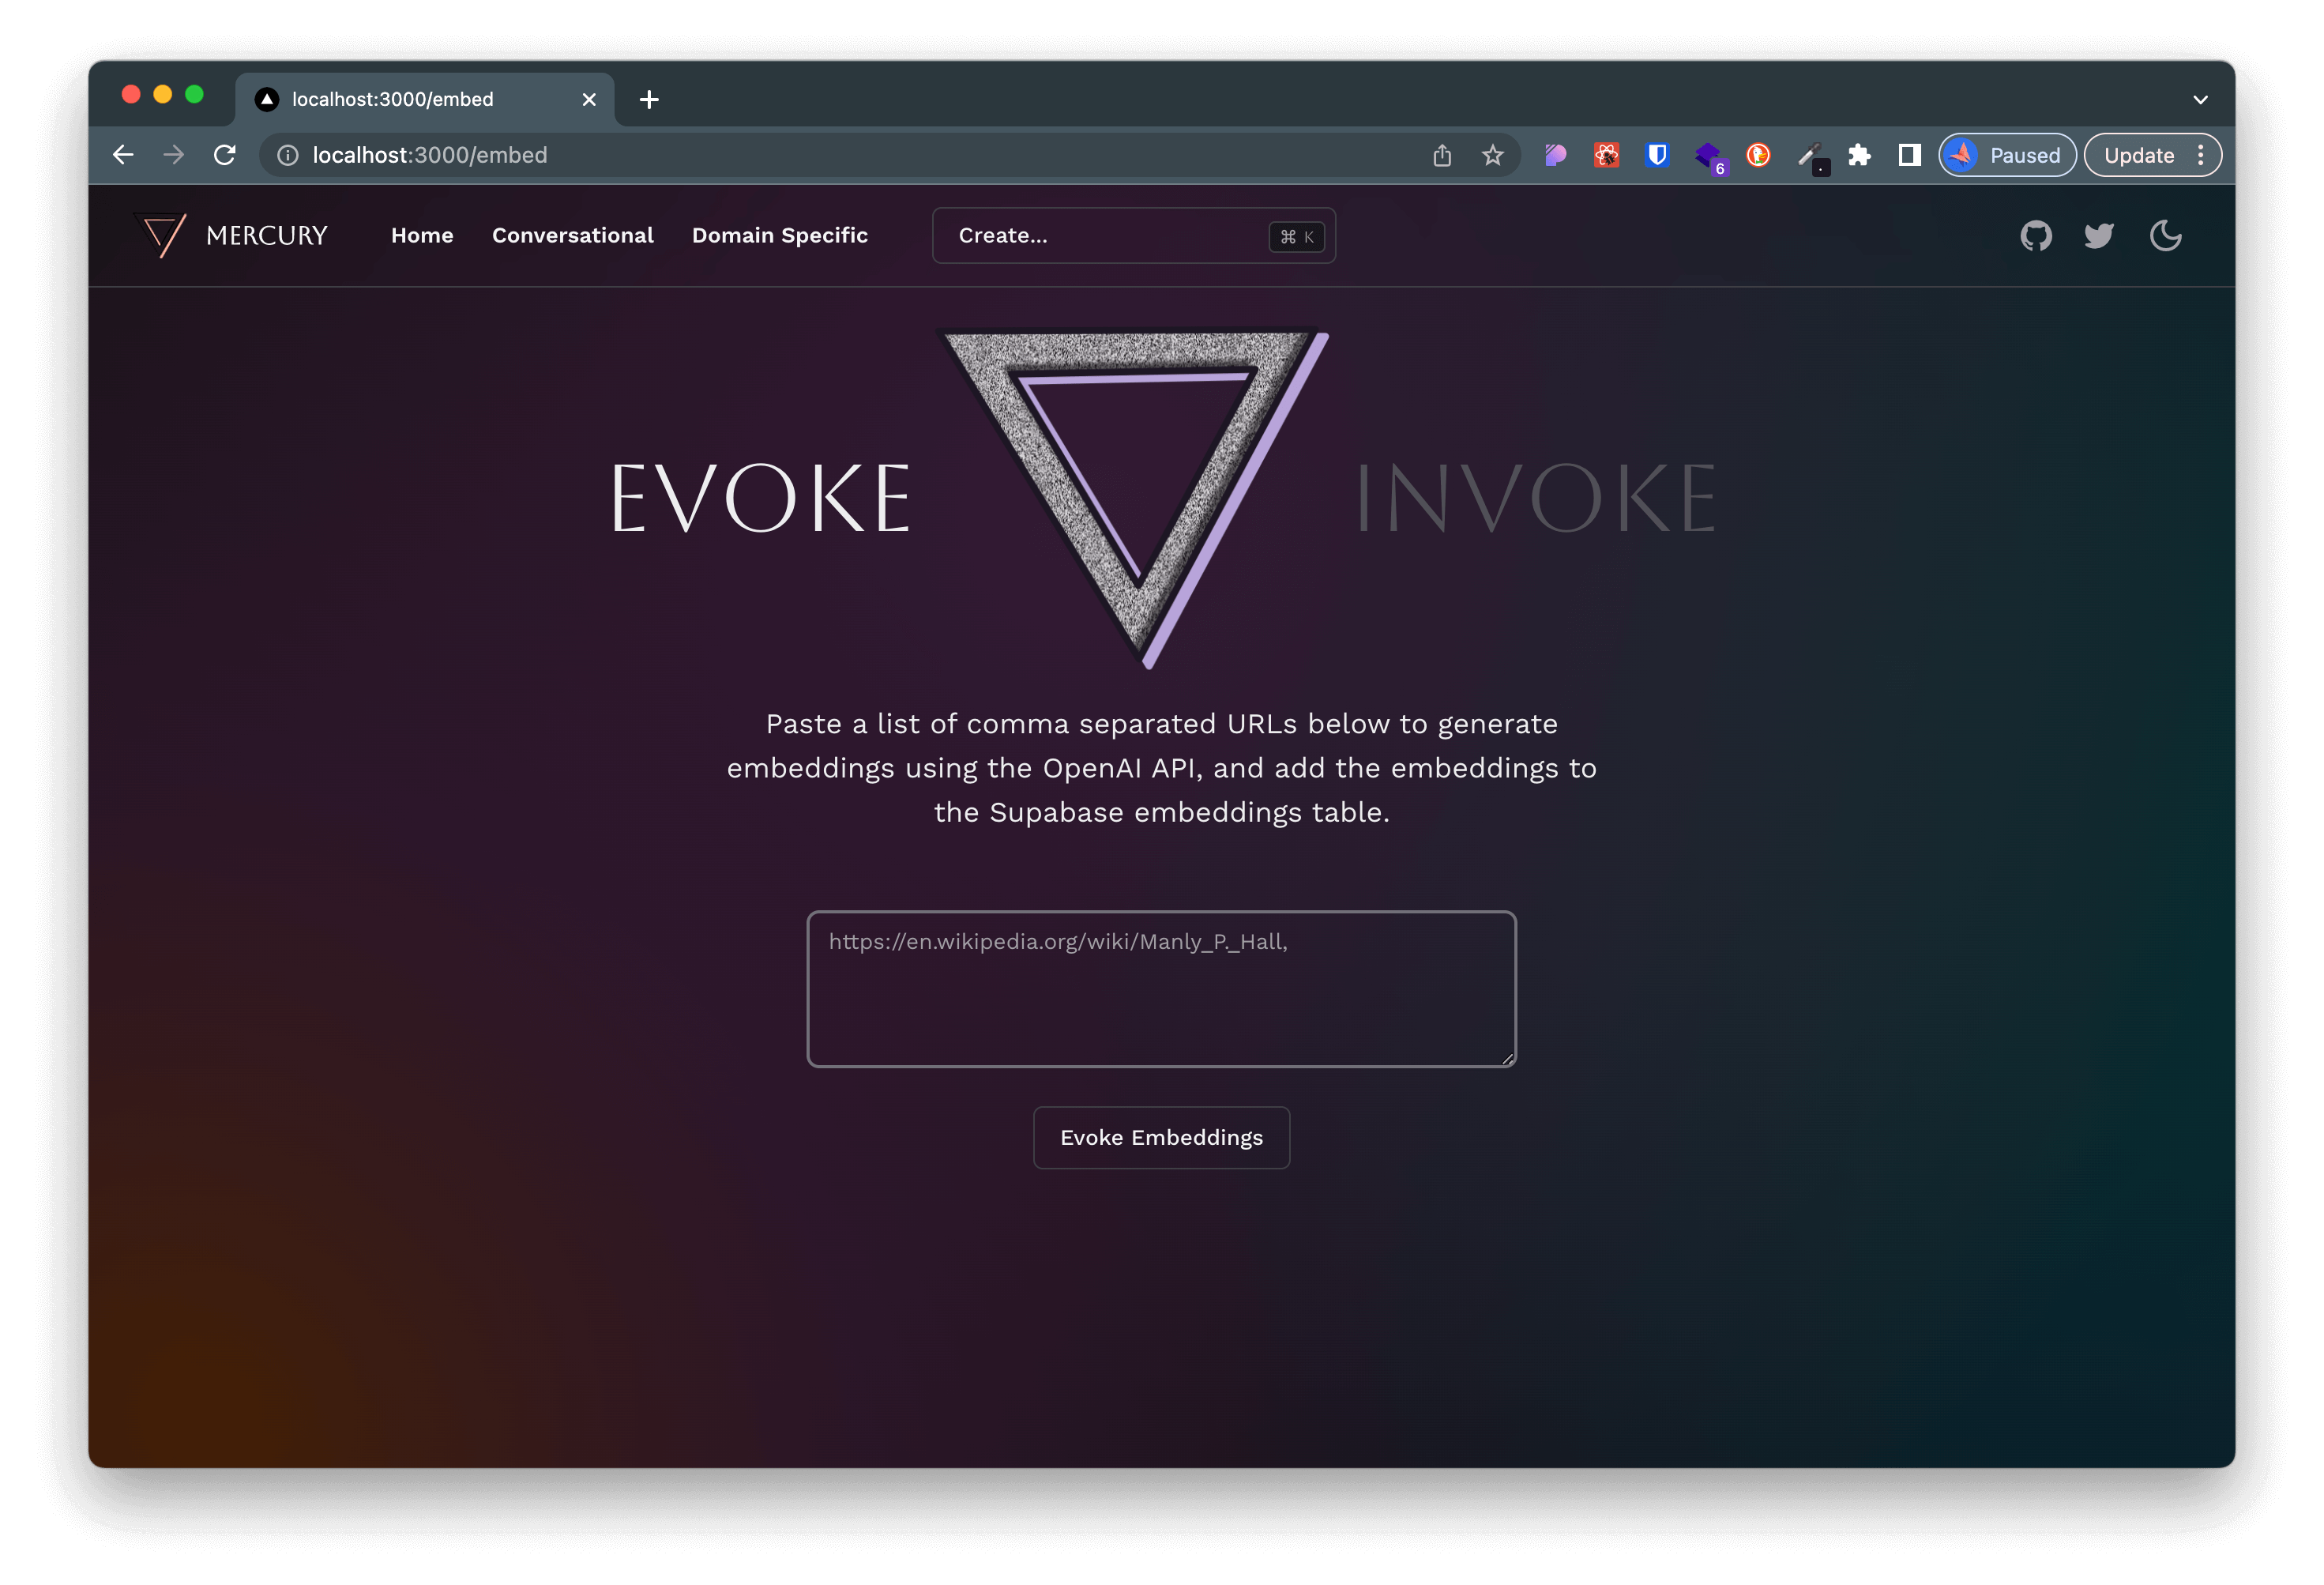 localhost:3000/embed
localhost:3000/embed
6
Paused
Update
MERCURY
Home
Conversational
Domain Specific
Create...
⌘ K
EVOKE
INVOKE
Paste a list of comma separated URLs below to generate
embeddings using the OpenAI API, and add the embeddings to
the Supabase embeddings table.
https://en.wikipedia.org/wiki/Manly_P._Hall,
Evoke Embeddings